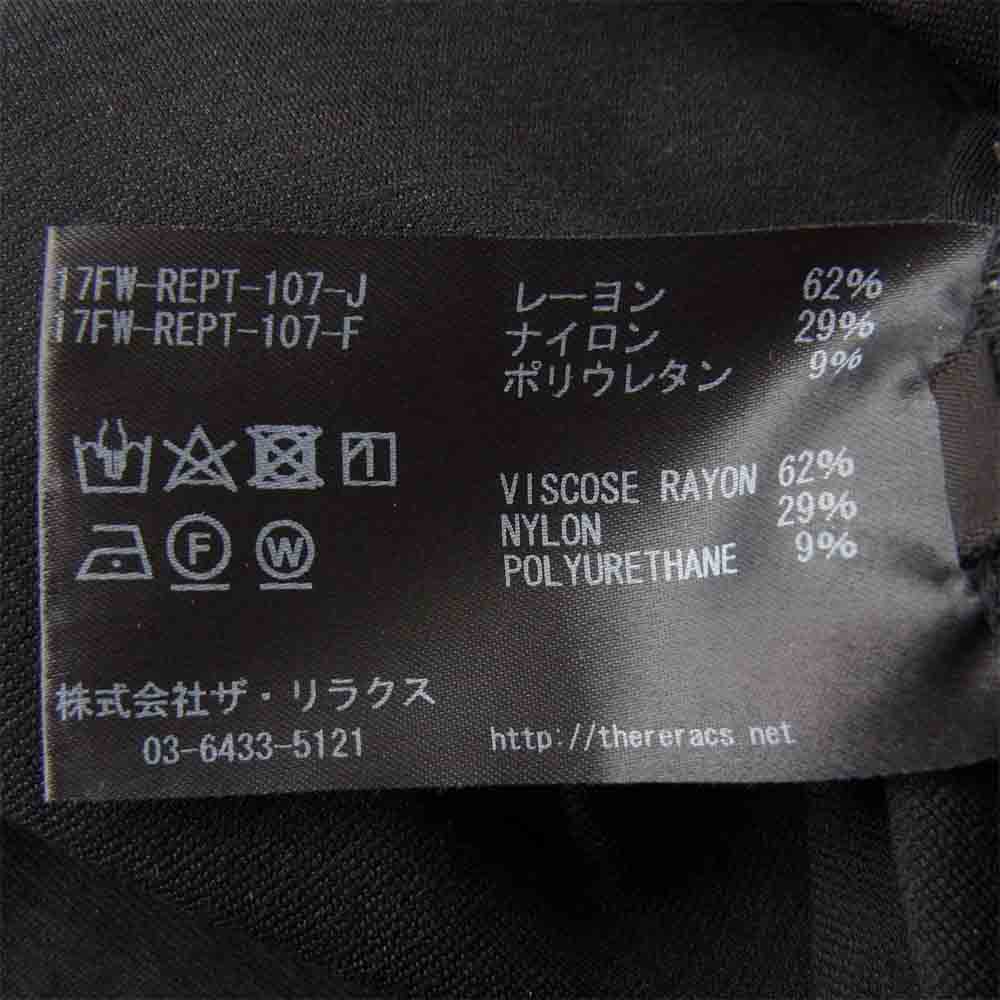 17FW-REPT-107-J
17FW-REPT-107-F
レーヨン 62%
ナイロン 29%
ポリウレタン 9%
VISCOSE RAYON 62%
NYLON 29%
POLYURETHANE 9%
F
W
株式会社ザ・リラクス
03-6433-5121
http://thereracs.net